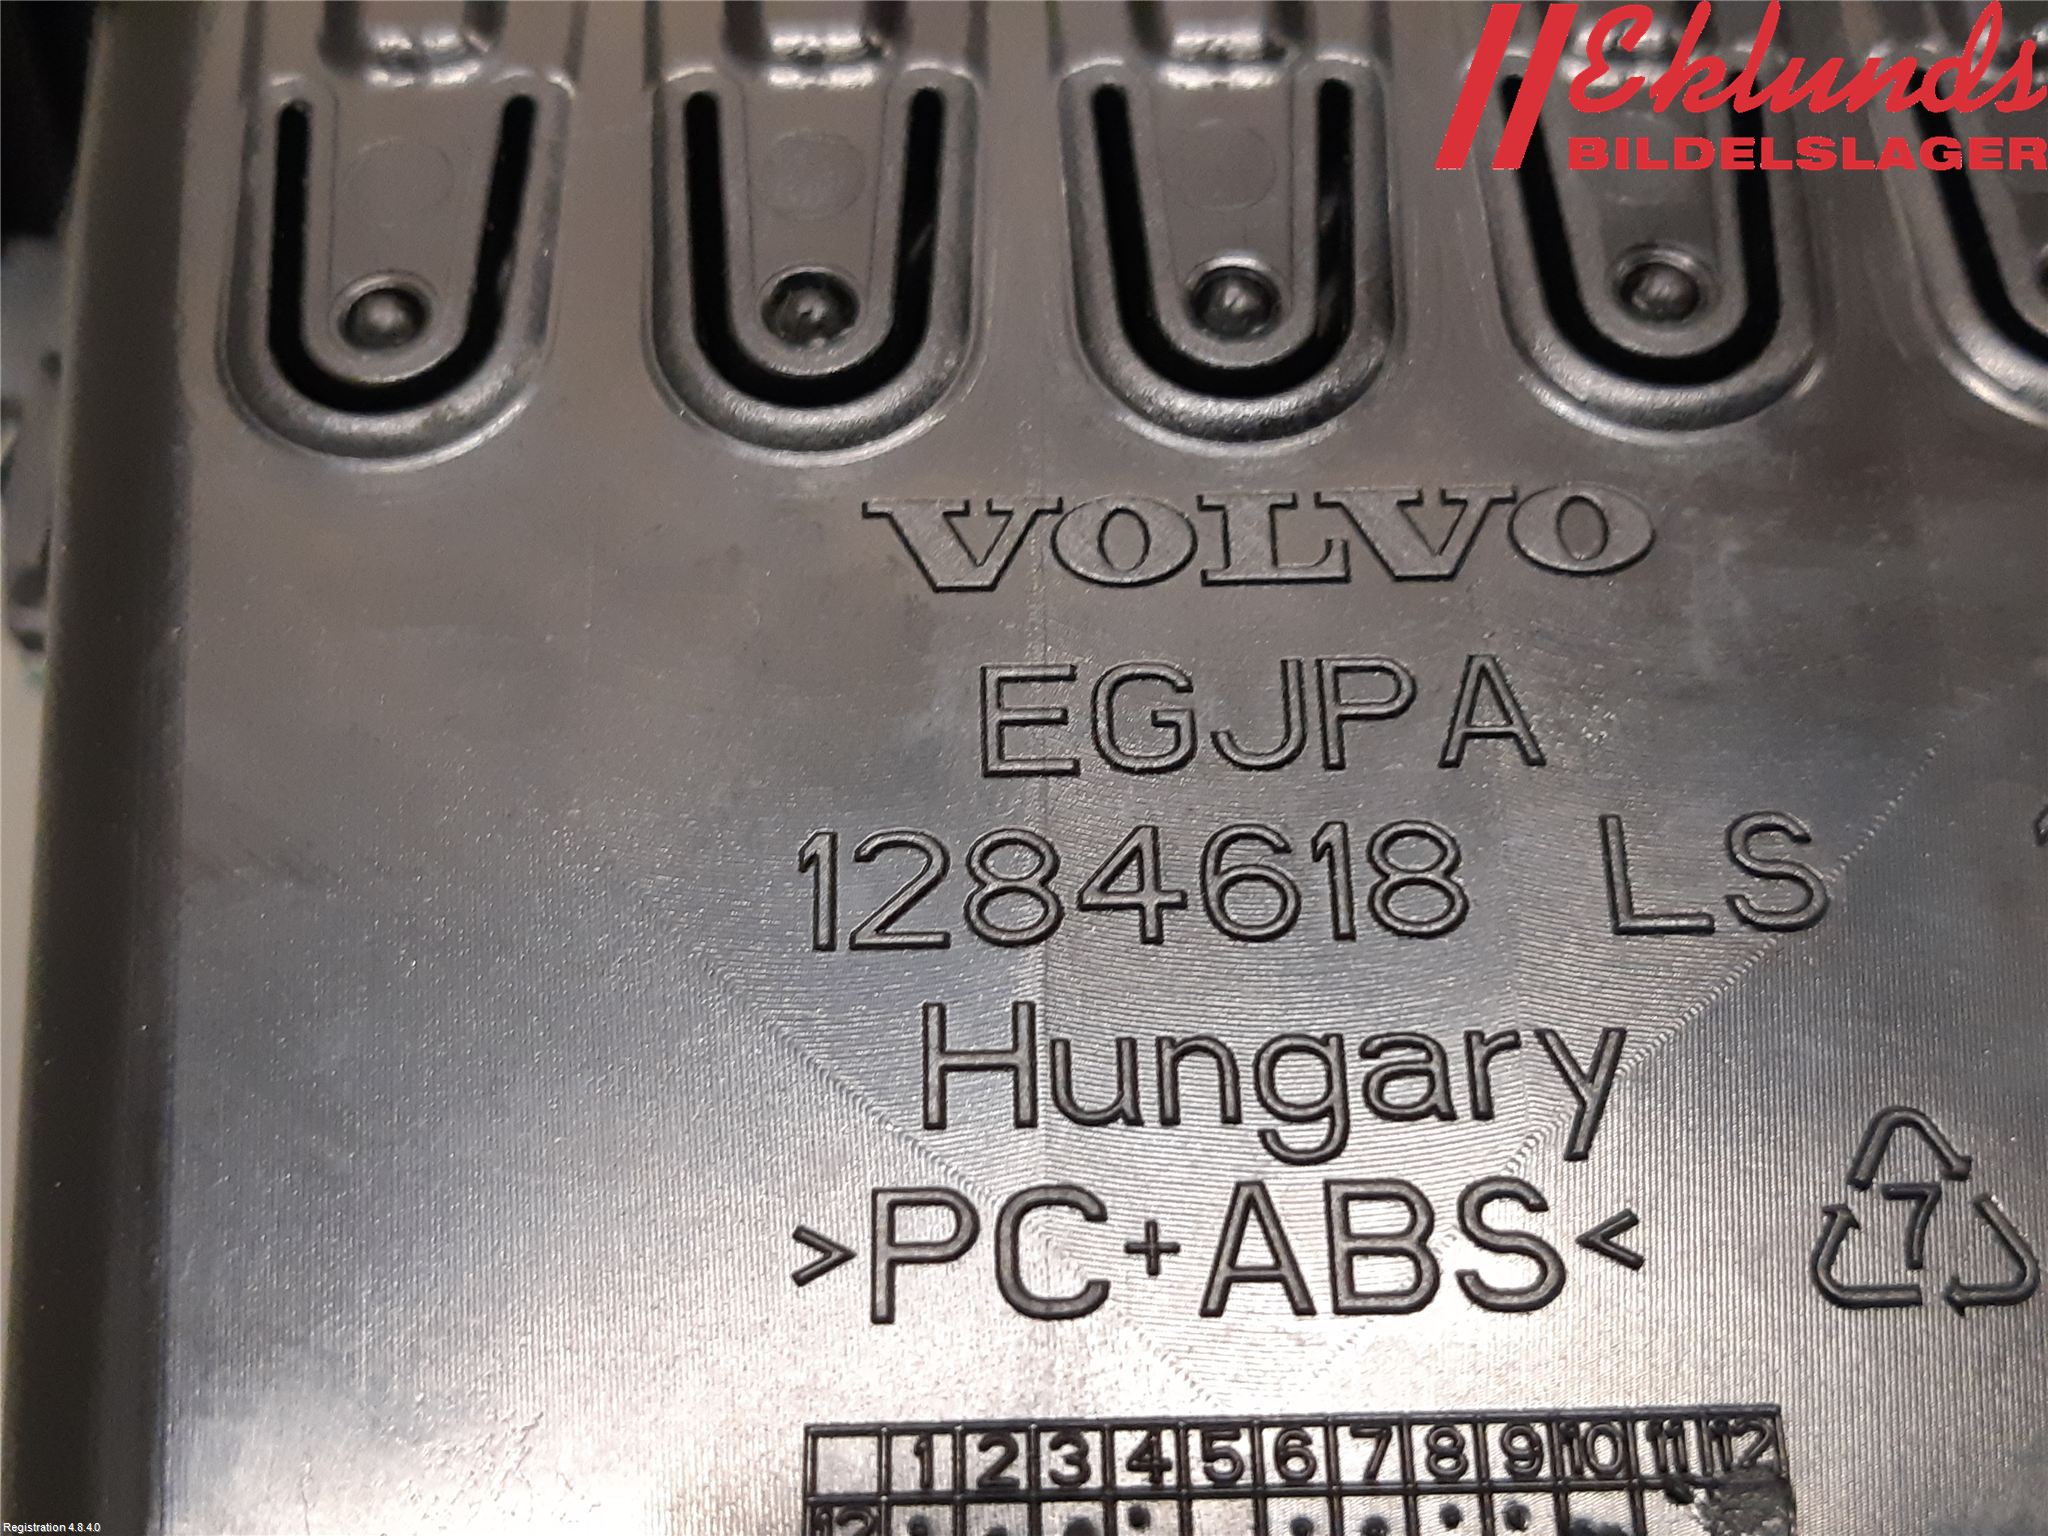 Eklunds
BILDELSLAGER
VOLVO
EGJPA
1284618 LS
Hungary
>PC+ABS<
7
1 2 3 4 5 6 7 8 9 10 11 12
12
Registration 4.8.4.0